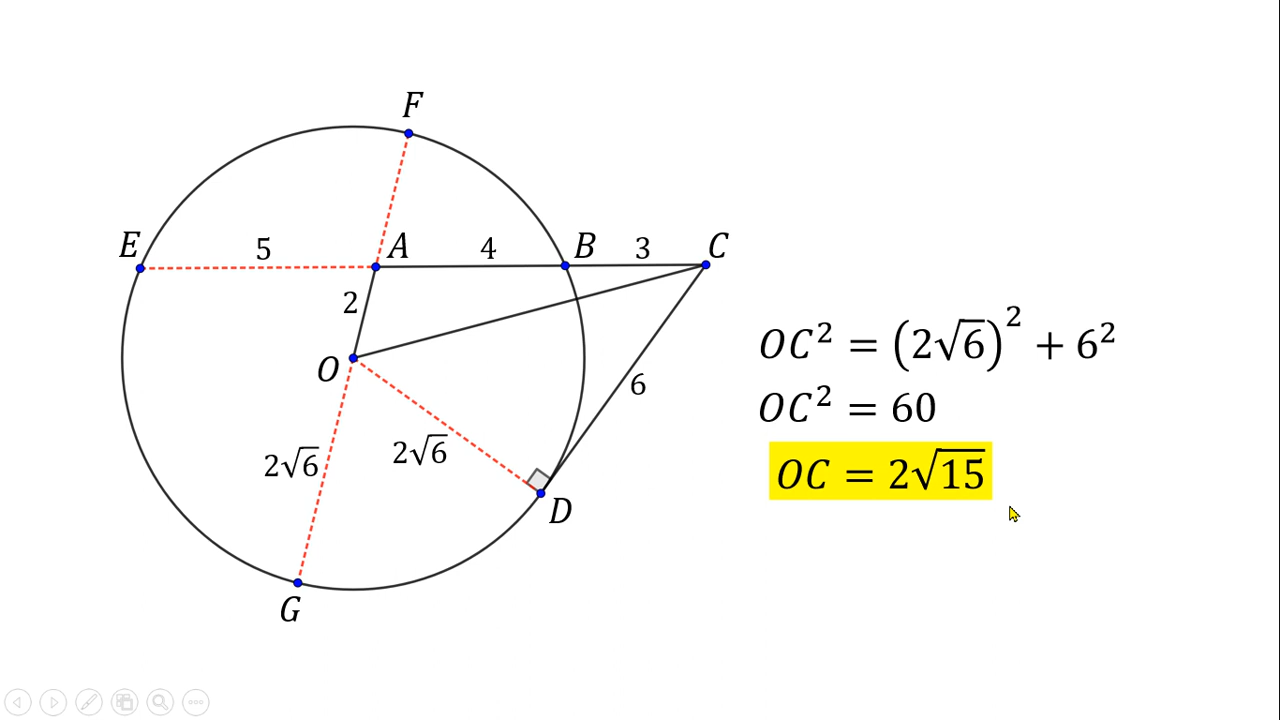 F
E 5 A 4 B 3 C
2
O
6
2√6 2√6
D
G
OC² = (2√6)² + 6²
OC² = 60
OC = 2√15